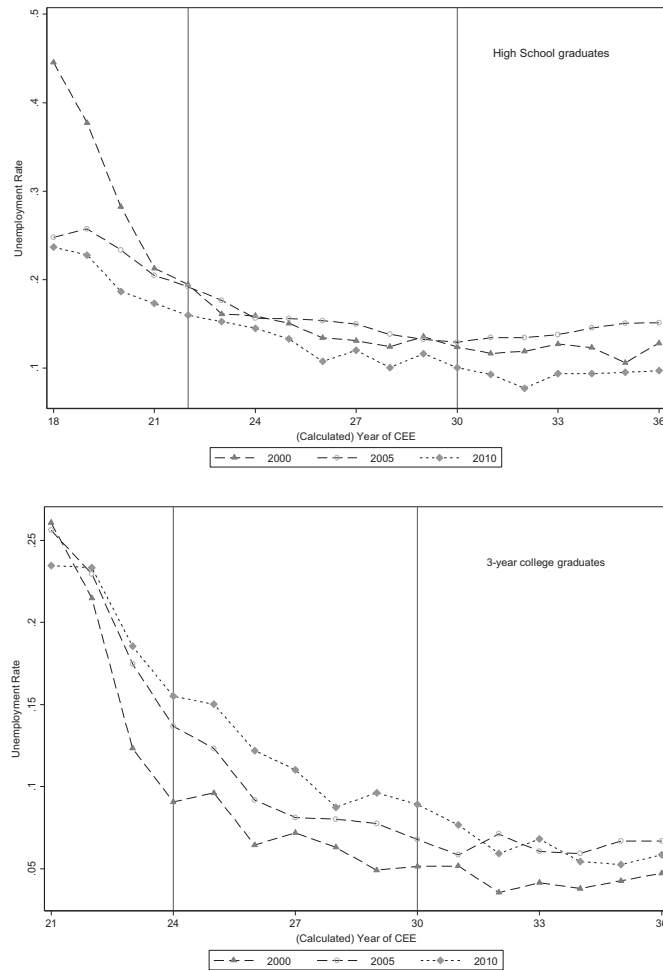 .5
High School graduates
.4
.3
Unemployment Rate
.2
.1
18 21 24 27 30 33 36
(Calculated) Year of CEE
2000 2005 2010
.25
3-year college graduates
.2
.15
Unemployment Rate
.1
.05
21 24 27 30 33 36
(Calculated) Year of CEE
2000 2005 2010